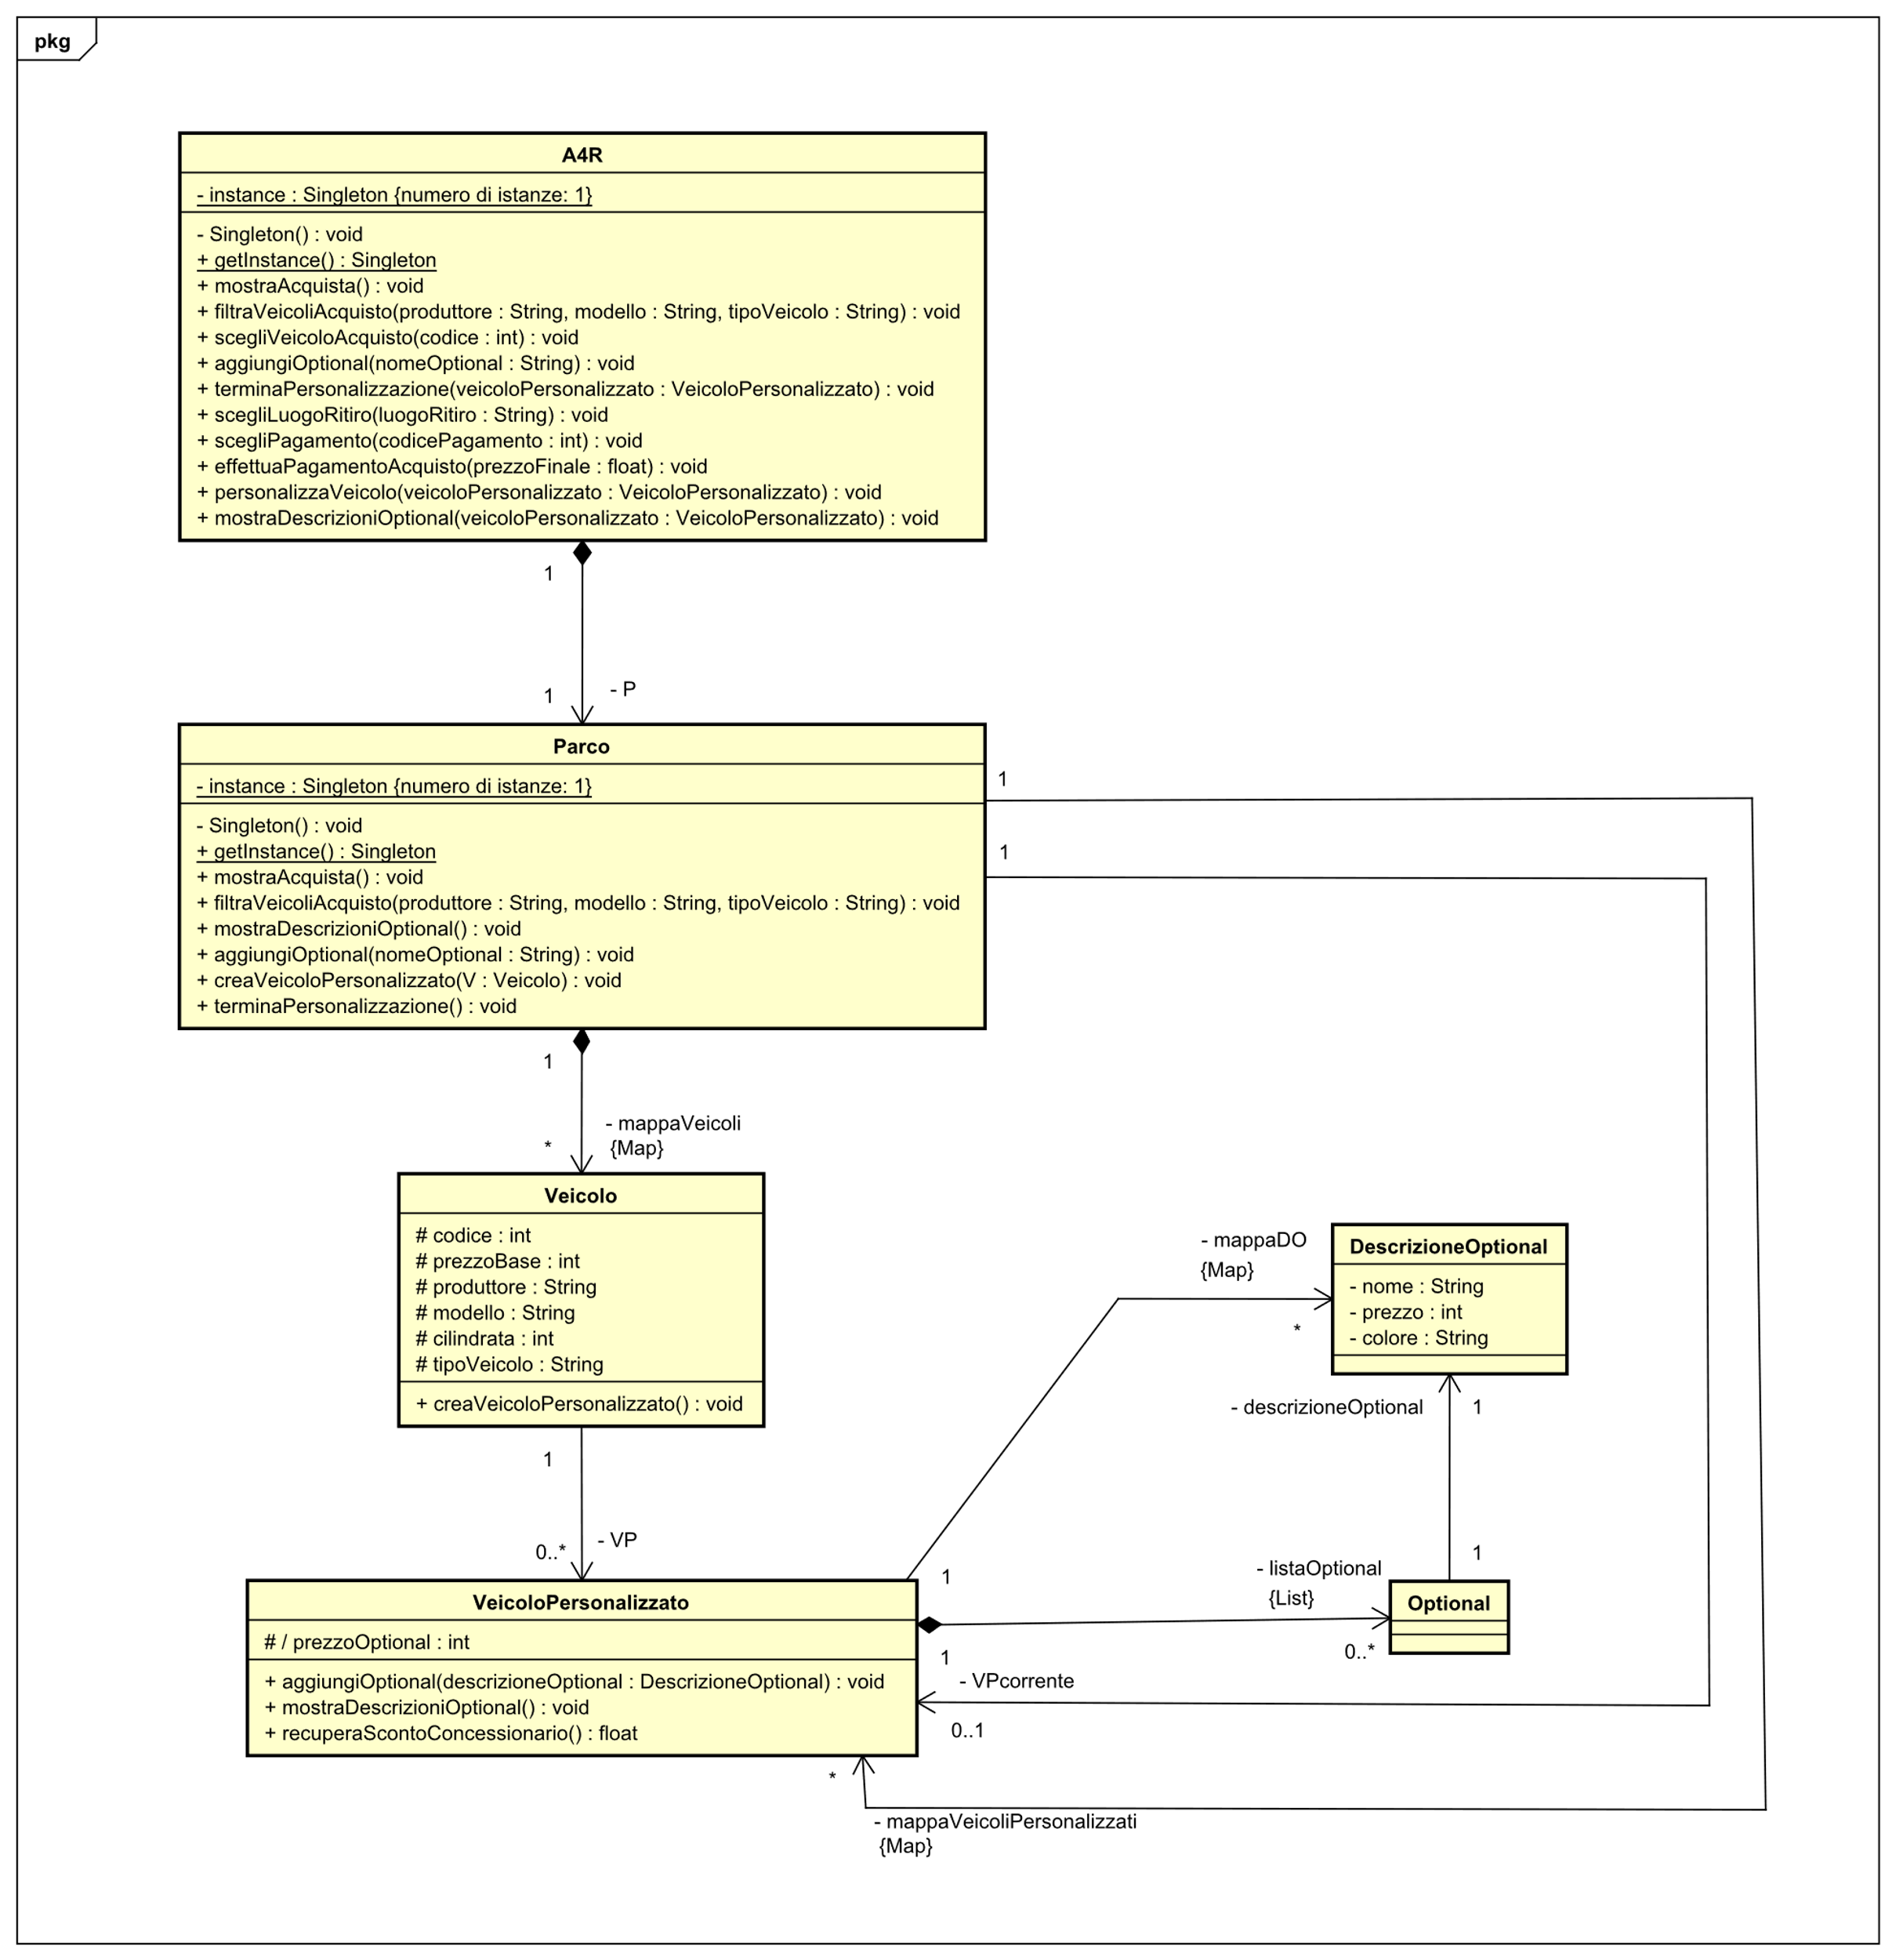 pkg
A4R
- instance : Singleton {numero di istanze: 1}
- Singleton() : void
+ getInstance() : Singleton
+ mostraAcquista() : void
+ filtraVeicoliAcquisto(produttore : String, modello : String, tipoVeicolo : String) : void
+ scegliVeicoloAcquisto(codice : int) : void
+ aggiungiOptional(nomeOptional : String) : void
+ terminaPersonalizzazione(veicoloPersonalizzato : VeicoloPersonalizzato) : void
+ scegliLuogoRitiro(luogoRitiro : String) : void
+ scegliPagamento(codicePagamento : int) : void
+ effettuaPagamentoAcquisto(prezzoFinale : float) : void
+ personalizzaVeicolo(veicoloPersonalizzato : VeicoloPersonalizzato) : void
+ mostraDescrizioniOptional(veicoloPersonalizzato : VeicoloPersonalizzato) : void
1
1
- P
Parco
- instance : Singleton {numero di istanze: 1}
- Singleton() : void
+ getInstance() : Singleton
+ mostraAcquista() : void
+ filtraVeicoliAcquisto(produttore : String, modello : String, tipoVeicolo : String) : void
+ mostraDescrizioniOptional() : void
+ aggiungiOptional(nomeOptional : String) : void
+ creaVeicoloPersonalizzato(V : Veicolo) : void
+ terminaPersonalizzazione() : void
1
1
1
- mappaVeicoli
{Map}
*
Veicolo
# codice : int
# prezzoBase : int
# produttore : String
# modello : String
# cilindrata : int
# tipoVeicolo : String
+ creaVeicoloPersonalizzato() : void
- mappaDO
{Map}
*
DescrizioneOptional
- nome : String
- prezzo : int
- colore : String
- descrizioneOptional
1
1
1
0..*
- VP
VeicoloPersonalizzato
# / prezzoOptional : int
+ aggiungiOptional(descrizioneOptional : DescrizioneOptional) : void
+ mostraDescrizioniOptional() : void
+ recuperaScontoConcessionario() : float
1
- listaOptional
{List}
Optional
0..*
1
- VPcorrente
0..1
*
- mappaVeicoliPersonalizzati
{Map}